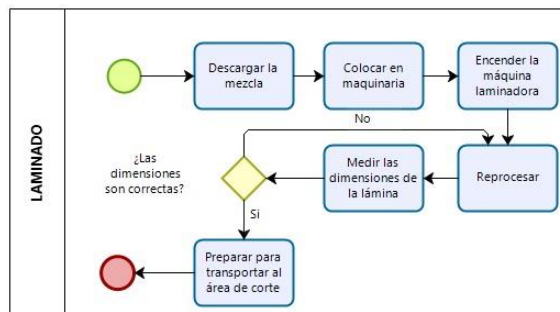 LAMINADO
Descargar la
mezcla
Colocar en
maquinaria
Encender la
máquina
laminadora
No
¿Las
dimensiones
son correctas?
Medir las
dimensiones de
la lámina
Reprocesar
Si
Preparar para
transportar al
área de corte